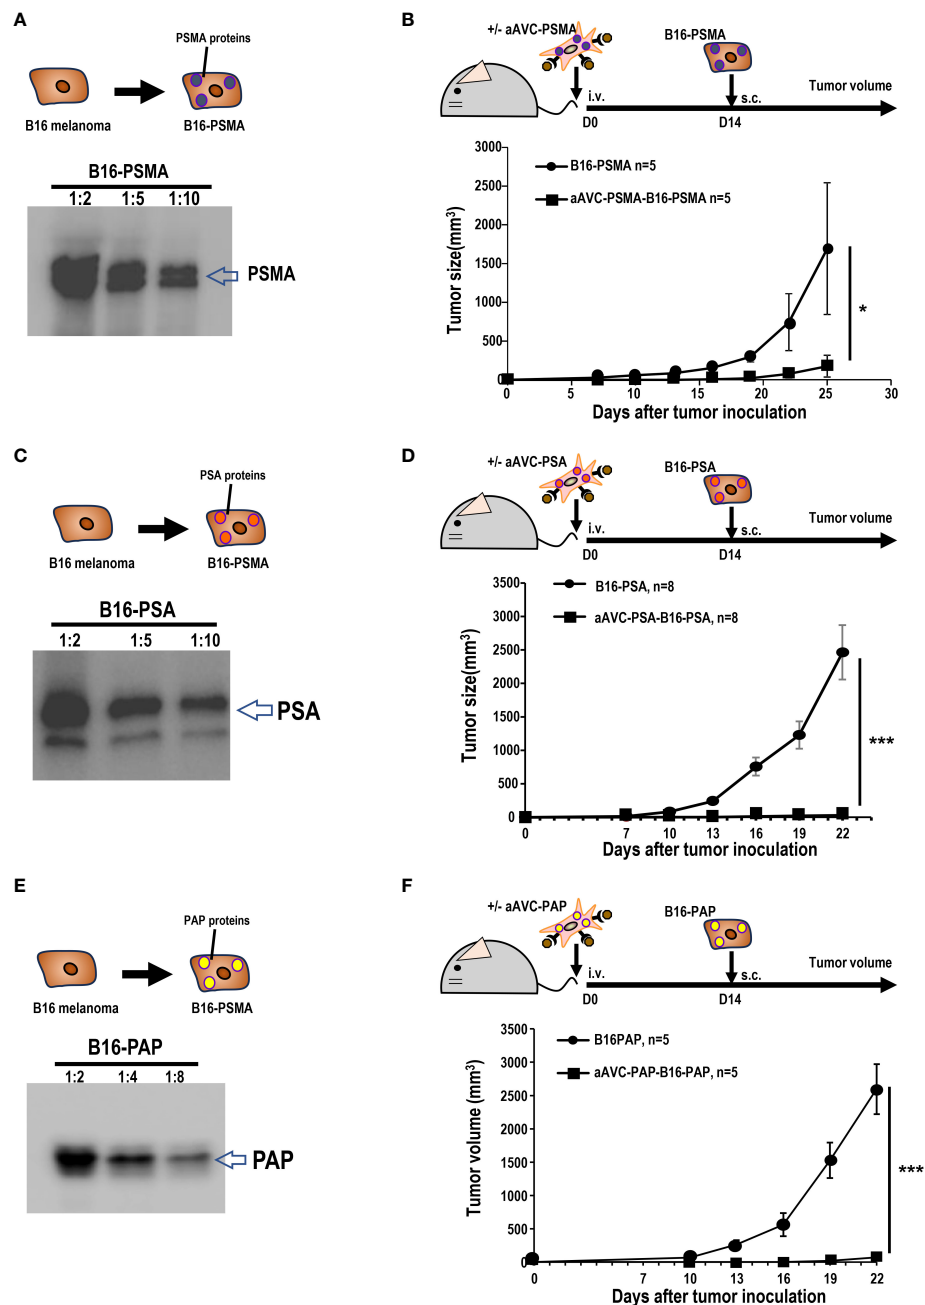 A
PSMA proteins
B16 melanoma
B16-PSMA
B16-PSMA
1:2 1:5 1:10
PSMA
B
+/- aAVC-PSMA
B16-PSMA
Tumor volume
i.v.
s.c.
D0
D14
3000
2500
2000
1500
1000
500
0
Tumor size(mm³)
B16-PSMA n=5
aAVC-PSMA-B16-PSMA n=5
*
0 5 10 15 20 25 30
Days after tumor inoculation
C
PSA proteins
B16 melanoma
B16-PSMA
B16-PSA
1:2 1:5 1:10
PSA
D
+/- aAVC-PSA
B16-PSA
Tumor volume
i.v.
s.c.
D0
D14
3500
3000
2500
2000
1500
1000
500
0
Tumor size(mm³)
B16-PSA, n=8
aAVC-PSA-B16-PSA, n=8
***
0 7 10 13 16 19 22
Days after tumor inoculation
E
PAP proteins
B16 melanoma
B16-PSMA
B16-PAP
1:2 1:4 1:8
PAP
F
+/- aAVC-PAP
B16-PAP
Tumor volume
i.v.
s.c.
D0
D14
3500
3000
2500
2000
1500
1000
500
0
Tumor volume (mm³)
B16PAP, n=5
aAVC-PAP-B16-PAP, n=5
***
0 7 10 13 16 19 22
Days after tumor inoculation